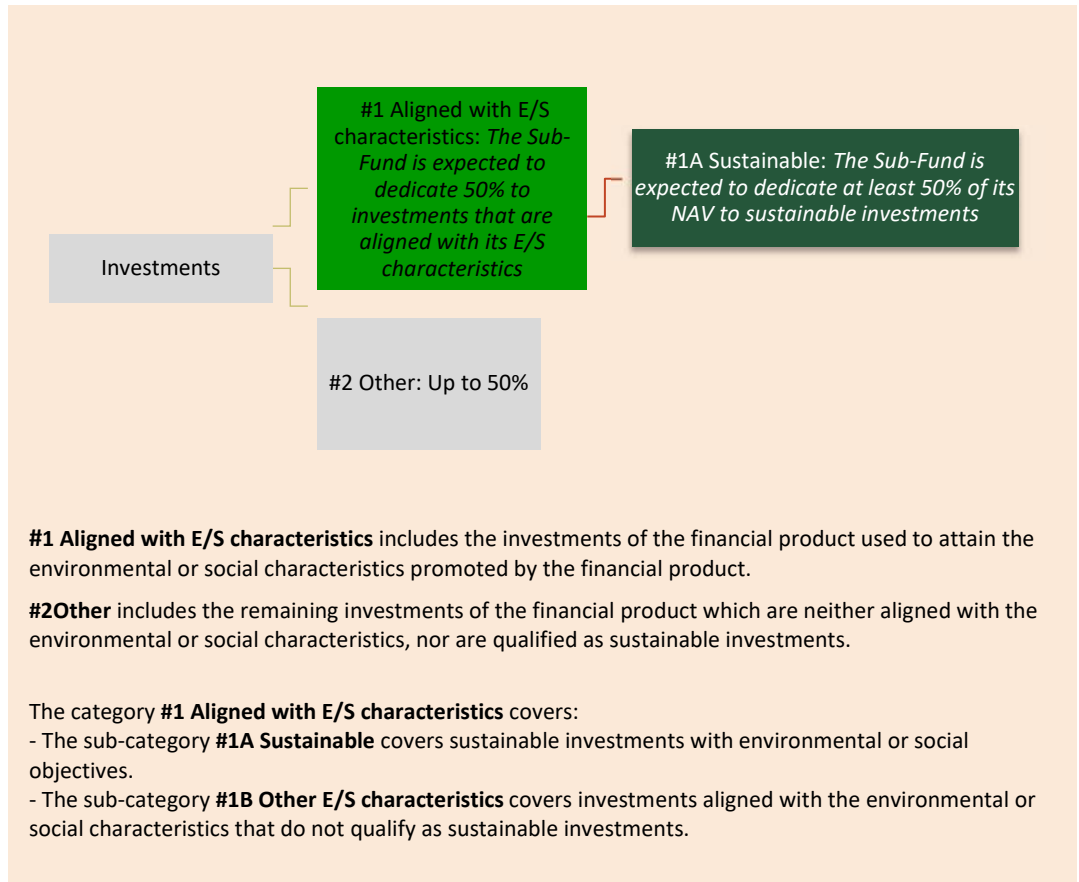 #1 Aligned with E/S
characteristics: The Sub-
Fund is expected to
dedicate 50% to
investments that are
aligned with its E/S
characteristics
#1A Sustainable: The Sub-Fund is
expected to dedicate at least 50% of its
NAV to sustainable investments
Investments
#2 Other: Up to 50%
#1 Aligned with E/S characteristics includes the investments of the financial product used to attain the
environmental or social characteristics promoted by the financial product.
#2Other includes the remaining investments of the financial product which are neither aligned with the
environmental or social characteristics, nor are qualified as sustainable investments.
The category #1 Aligned with E/S characteristics covers:
- The sub-category #1A Sustainable covers sustainable investments with environmental or social
objectives.
- The sub-category #1B Other E/S characteristics covers investments aligned with the environmental or
social characteristics that do not qualify as sustainable investments.